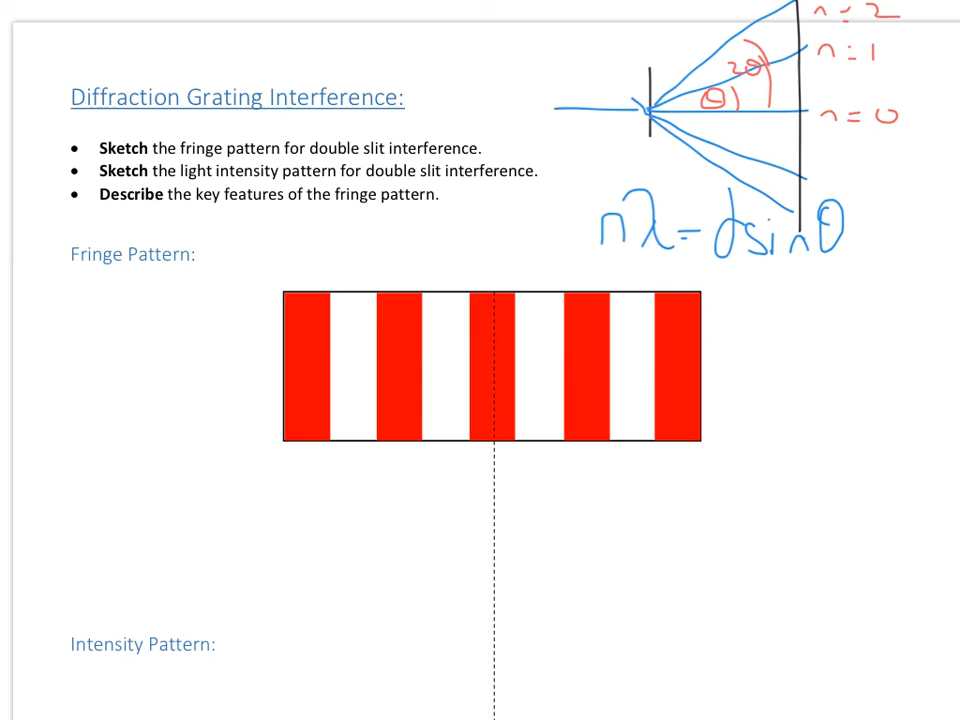 n = 2
n = 1
Diffraction Grating Interference:
2θ
θ
n = 0
Sketch the fringe pattern for double slit interference.
Sketch the light intensity pattern for double slit interference.
Describe the key features of the fringe pattern.
nλ = dsinθ
Fringe Pattern:
Intensity Pattern: